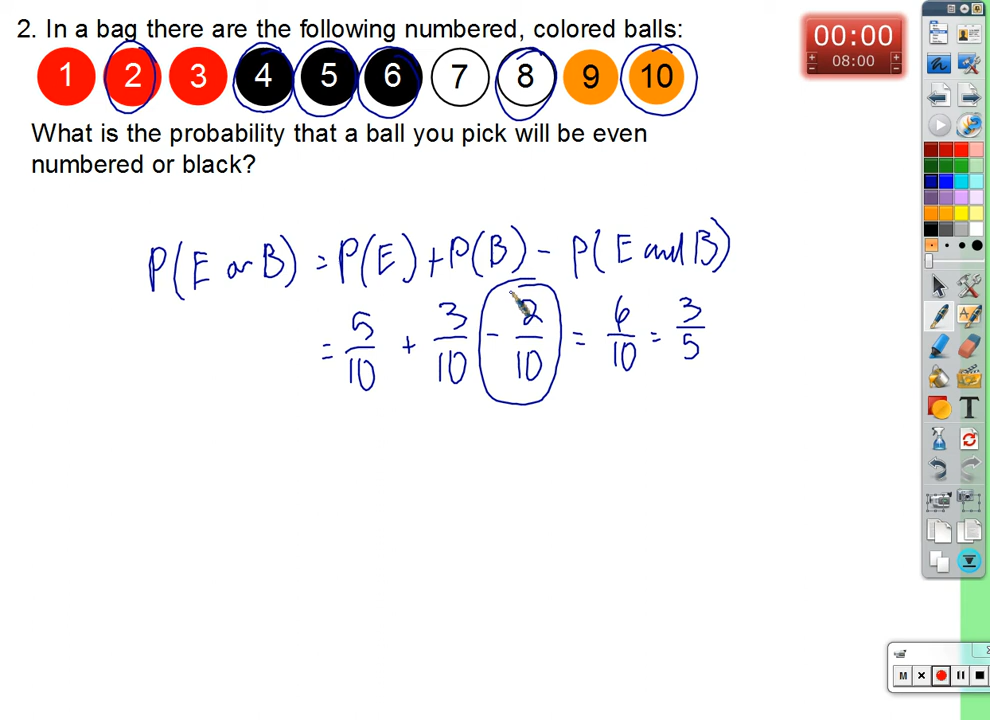 2. In a bag there are the following numbered, colored balls:
1 2 3 4 5 6 7 8 9 10
What is the probability that a ball you pick will be even
numbered or black?
P(E or B) = P(E) + P(B) - P(E and B)
= 5/10 + 3/10 - 2/10 = 6/10 = 3/5
00:00
08:00
T
M